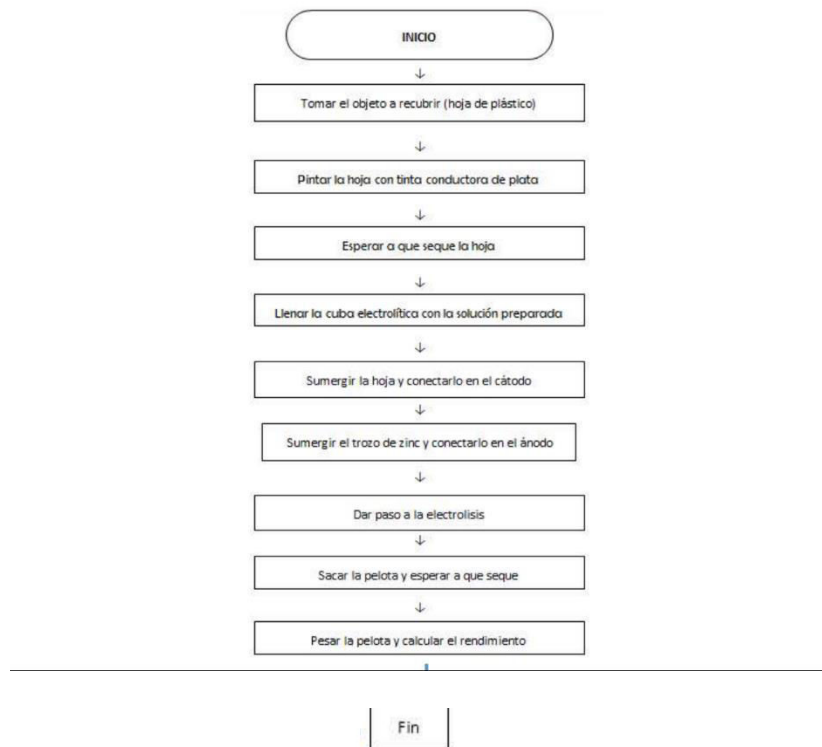 INICIO
Tomar el objeto a recubrir (hoja de plástico)
Pintar la hoja con tinta conductora de plata
Esperar a que seque la hoja
Llenar la cuba electrolítica con la solución preparada
Sumergir la hoja y conectarlo en el cátodo
Sumergir el trozo de zinc y conectarlo en el ánodo
Dar paso a la electrolisis
Sacar la pelota y esperar a que seque
Pesar la pelota y calcular el rendimiento
Fin